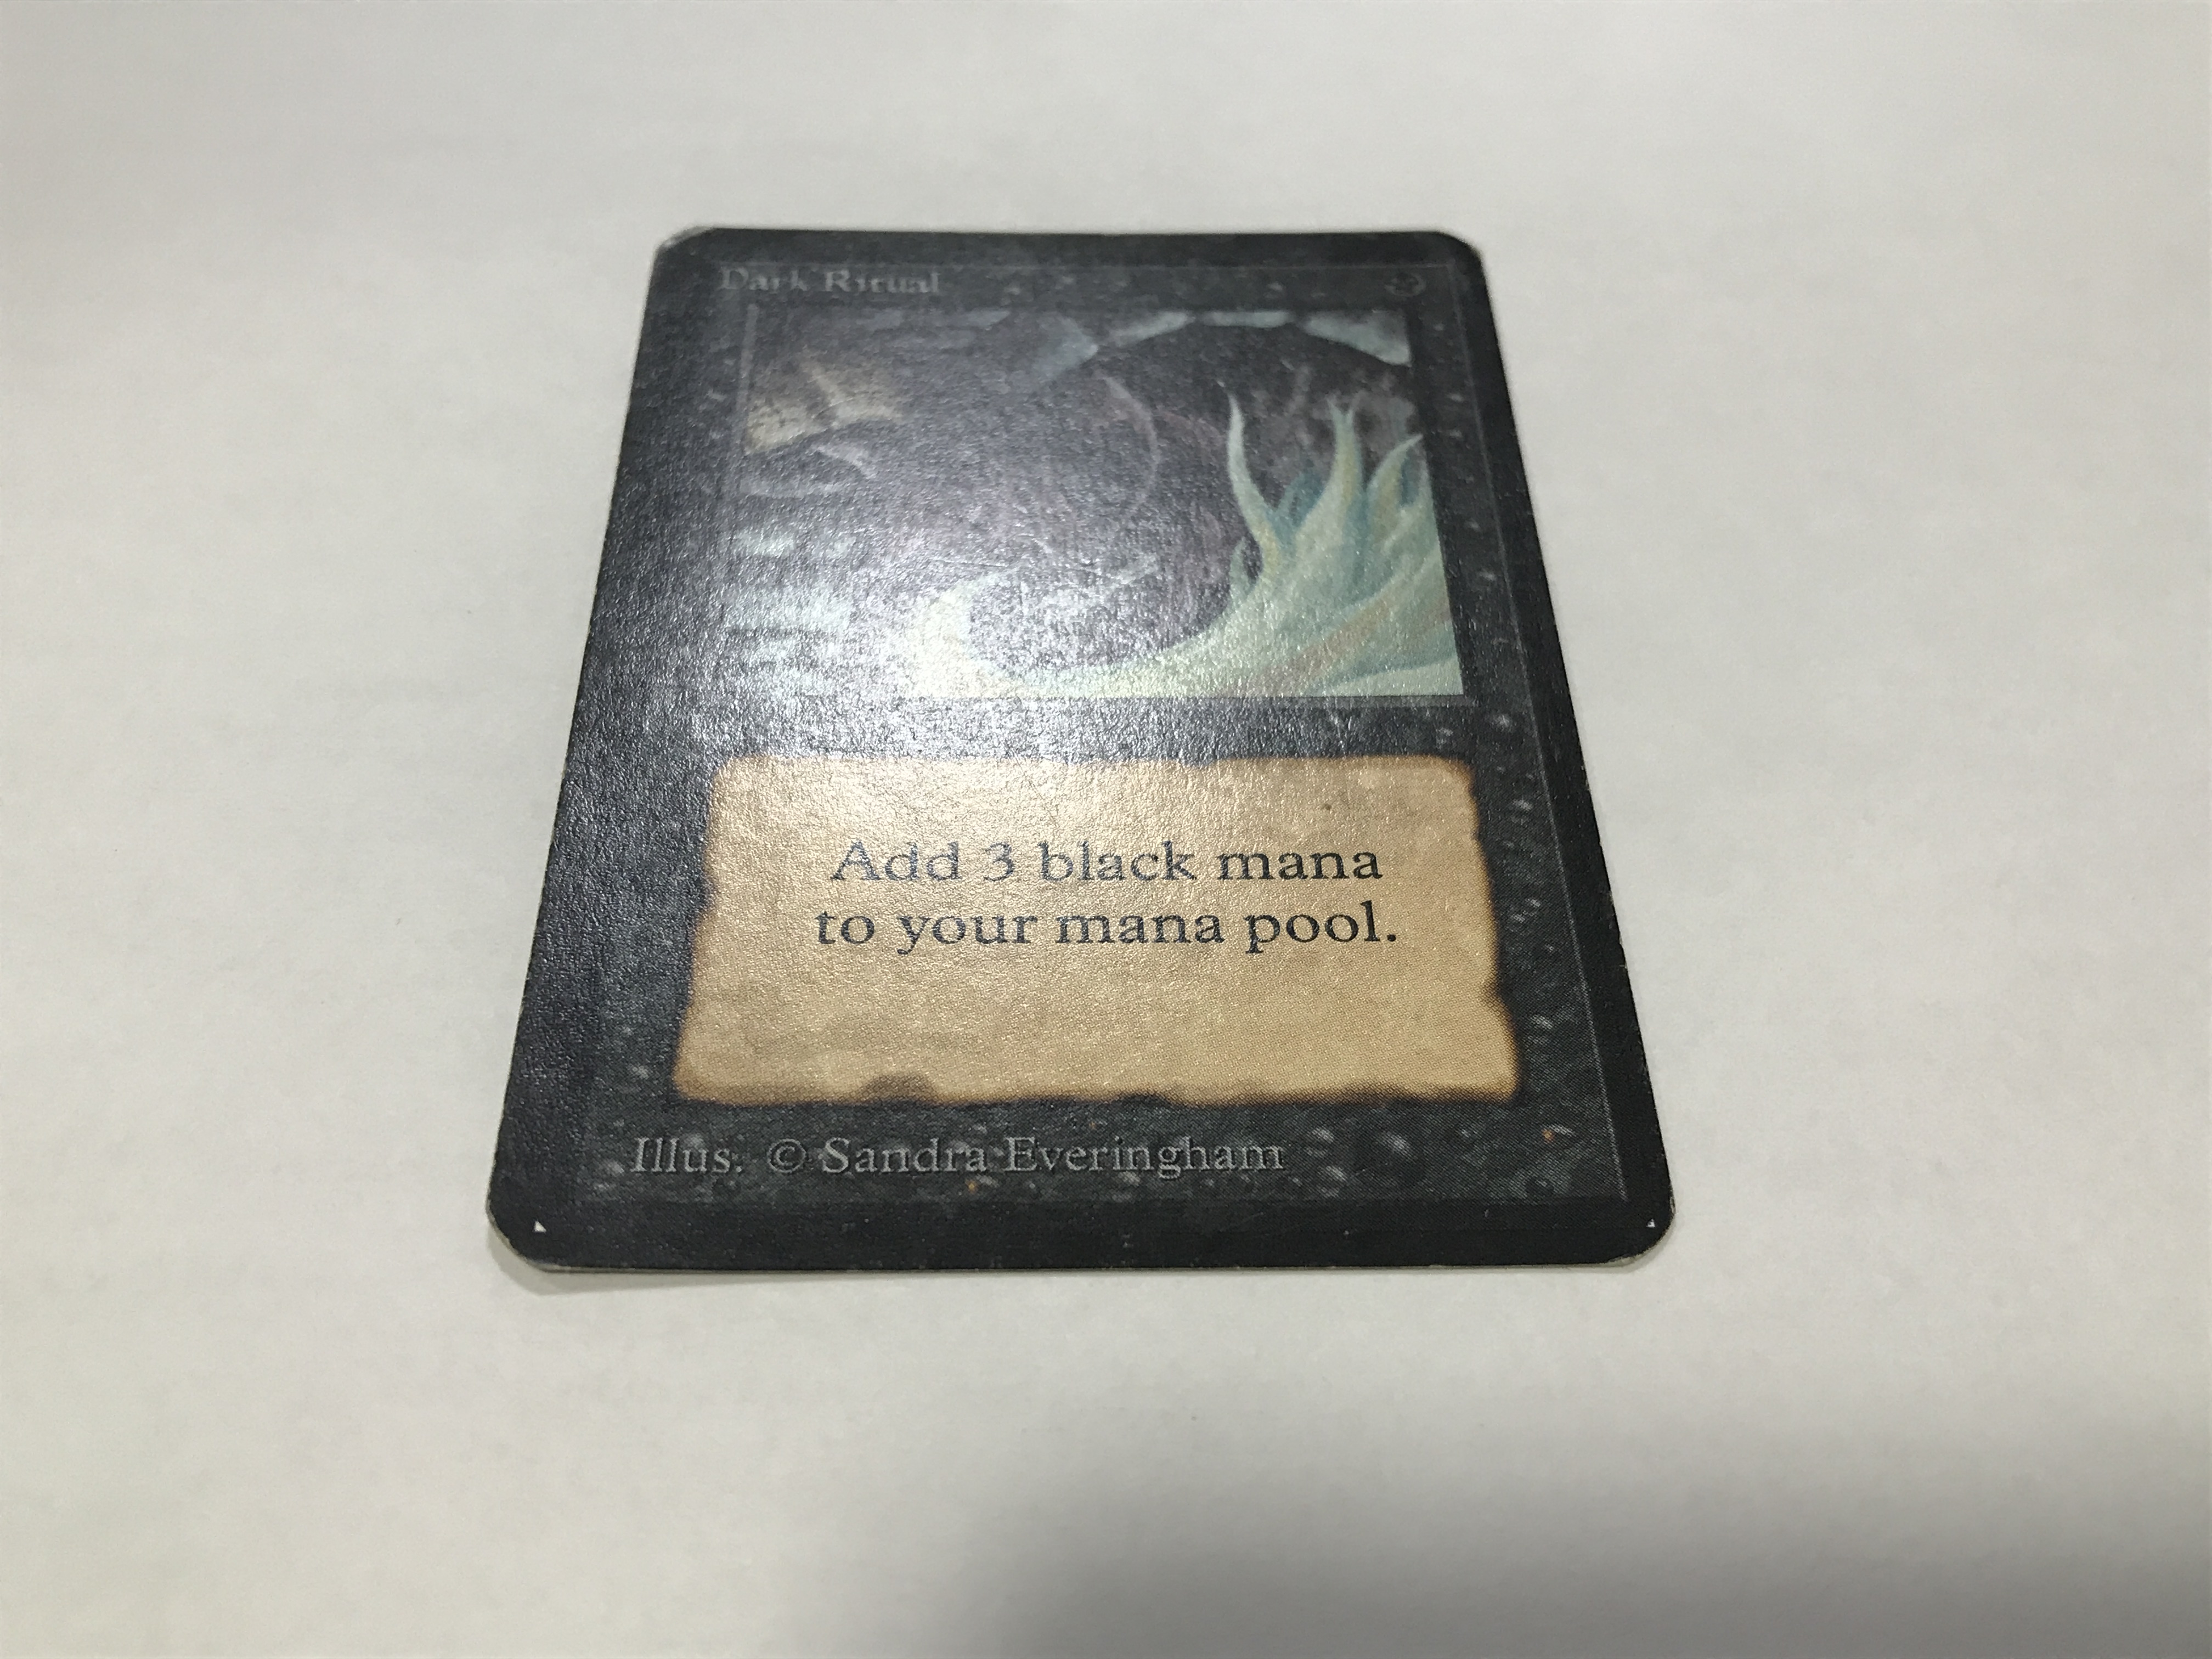 Dark Ritual
Add 3 black mana
to your mana pool.
Illus. © Sandra Everingham